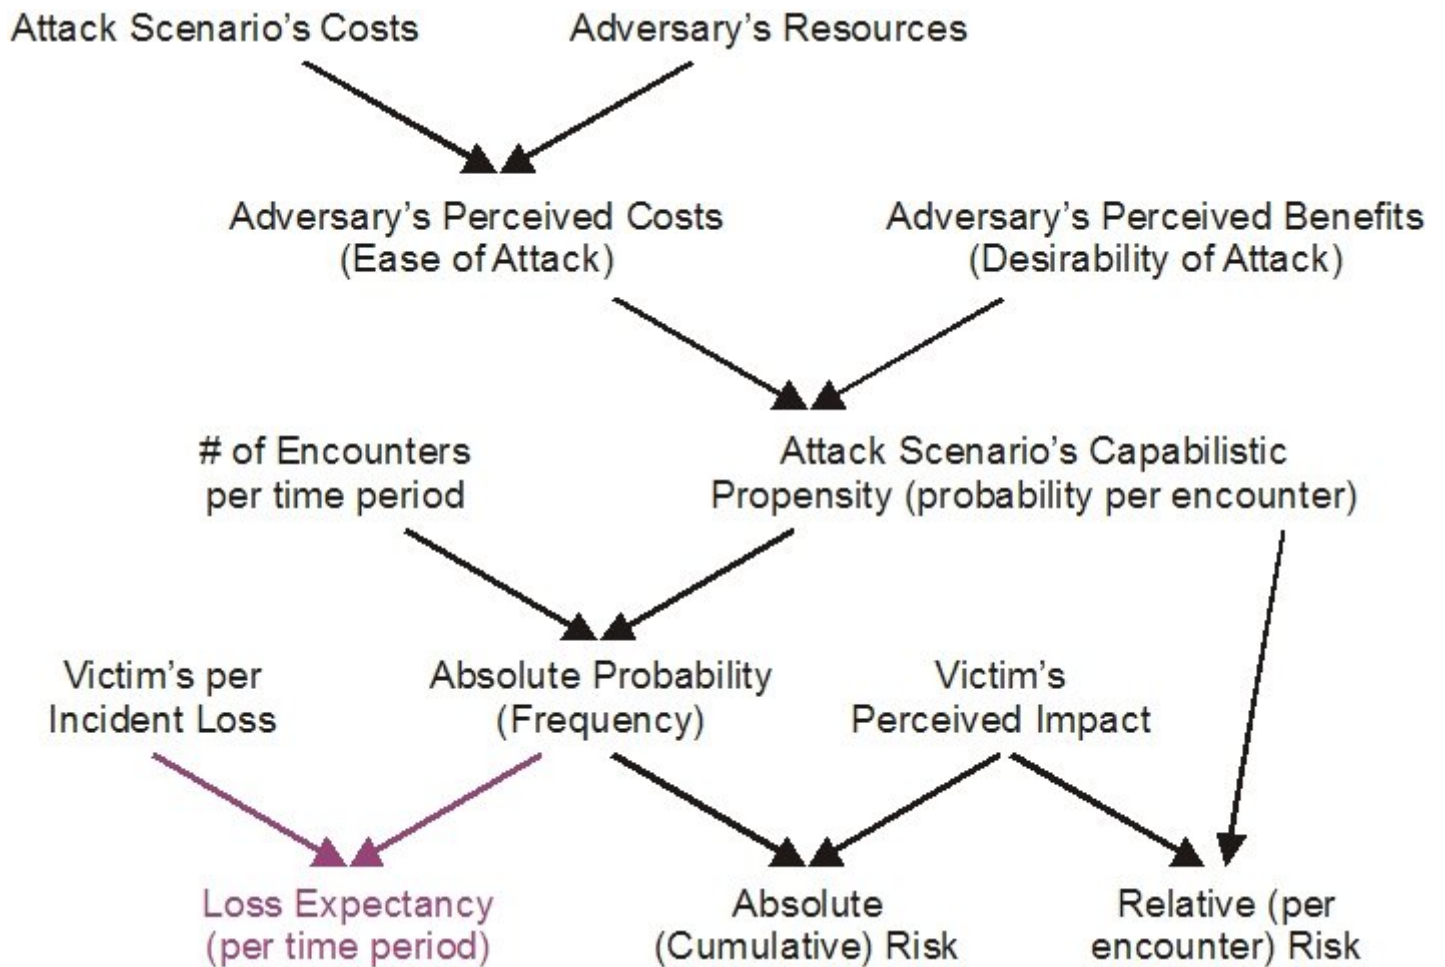 Attack Scenario’s Costs
Adversary’s Resources
Adversary’s Perceived Costs
(Ease of Attack)
Adversary’s Perceived Benefits
(Desirability of Attack)
# of Encounters
per time period
Attack Scenario’s Capabilistic
Propensity (probability per encounter)
Victim’s per
Incident Loss
Absolute Probability
(Frequency)
Victim’s
Perceived Impact
Loss Expectancy
(per time period)
Absolute
(Cumulative) Risk
Relative (per
encounter) Risk